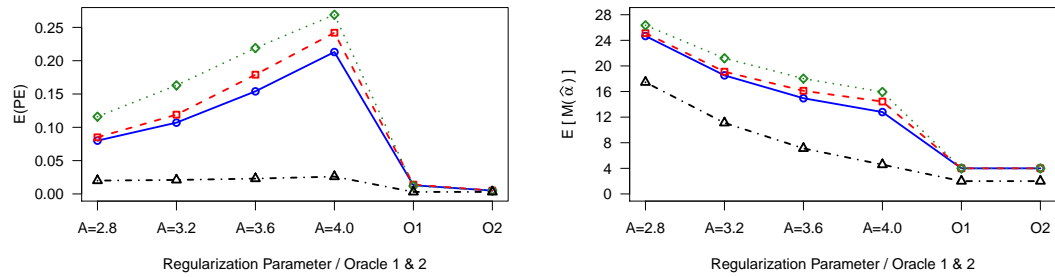 E(PE)
0.25
0.20
0.15
0.10
0.05
0.00
A=2.8 A=3.2 A=3.6 A=4.0 O1 O2
Regularization Parameter / Oracle 1 & 2
E [ M(α̂) ]
28
24
20
16
12
8
4
0
A=2.8 A=3.2 A=3.6 A=4.0 O1 O2
Regularization Parameter / Oracle 1 & 2